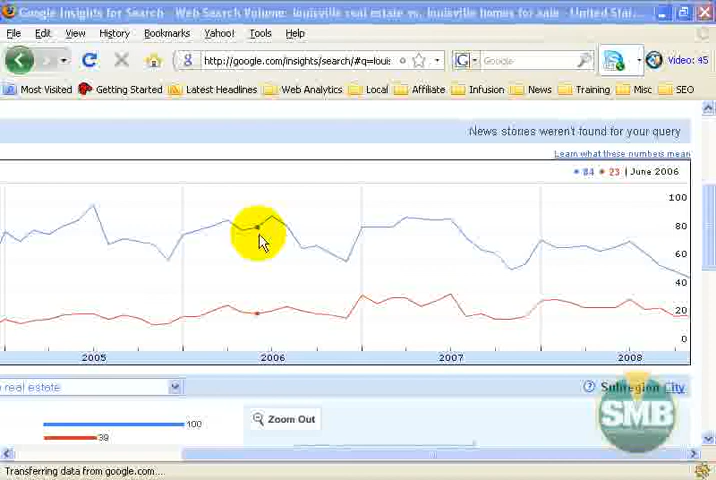 Google Insights for Search - Web Search Volume: louisville real estate vs. louisville homes for sale - United Stat...
File Edit View History Bookmarks Yahoo! Tools Help
http://google.com/insights/search/#q=louis
Google
Video: 45
Most Visited Getting Started Latest Headlines Web Analytics Local Affiliate Infusion News Training Misc SEO
News stories weren't found for your query
Learn what these numbers mean
84 23 | June 2006
100
80
60
40
20
0
2005 2006 2007 2008
real estate
Subregion City
100
39
Zoom Out
SMB
Transferring data from google.com...